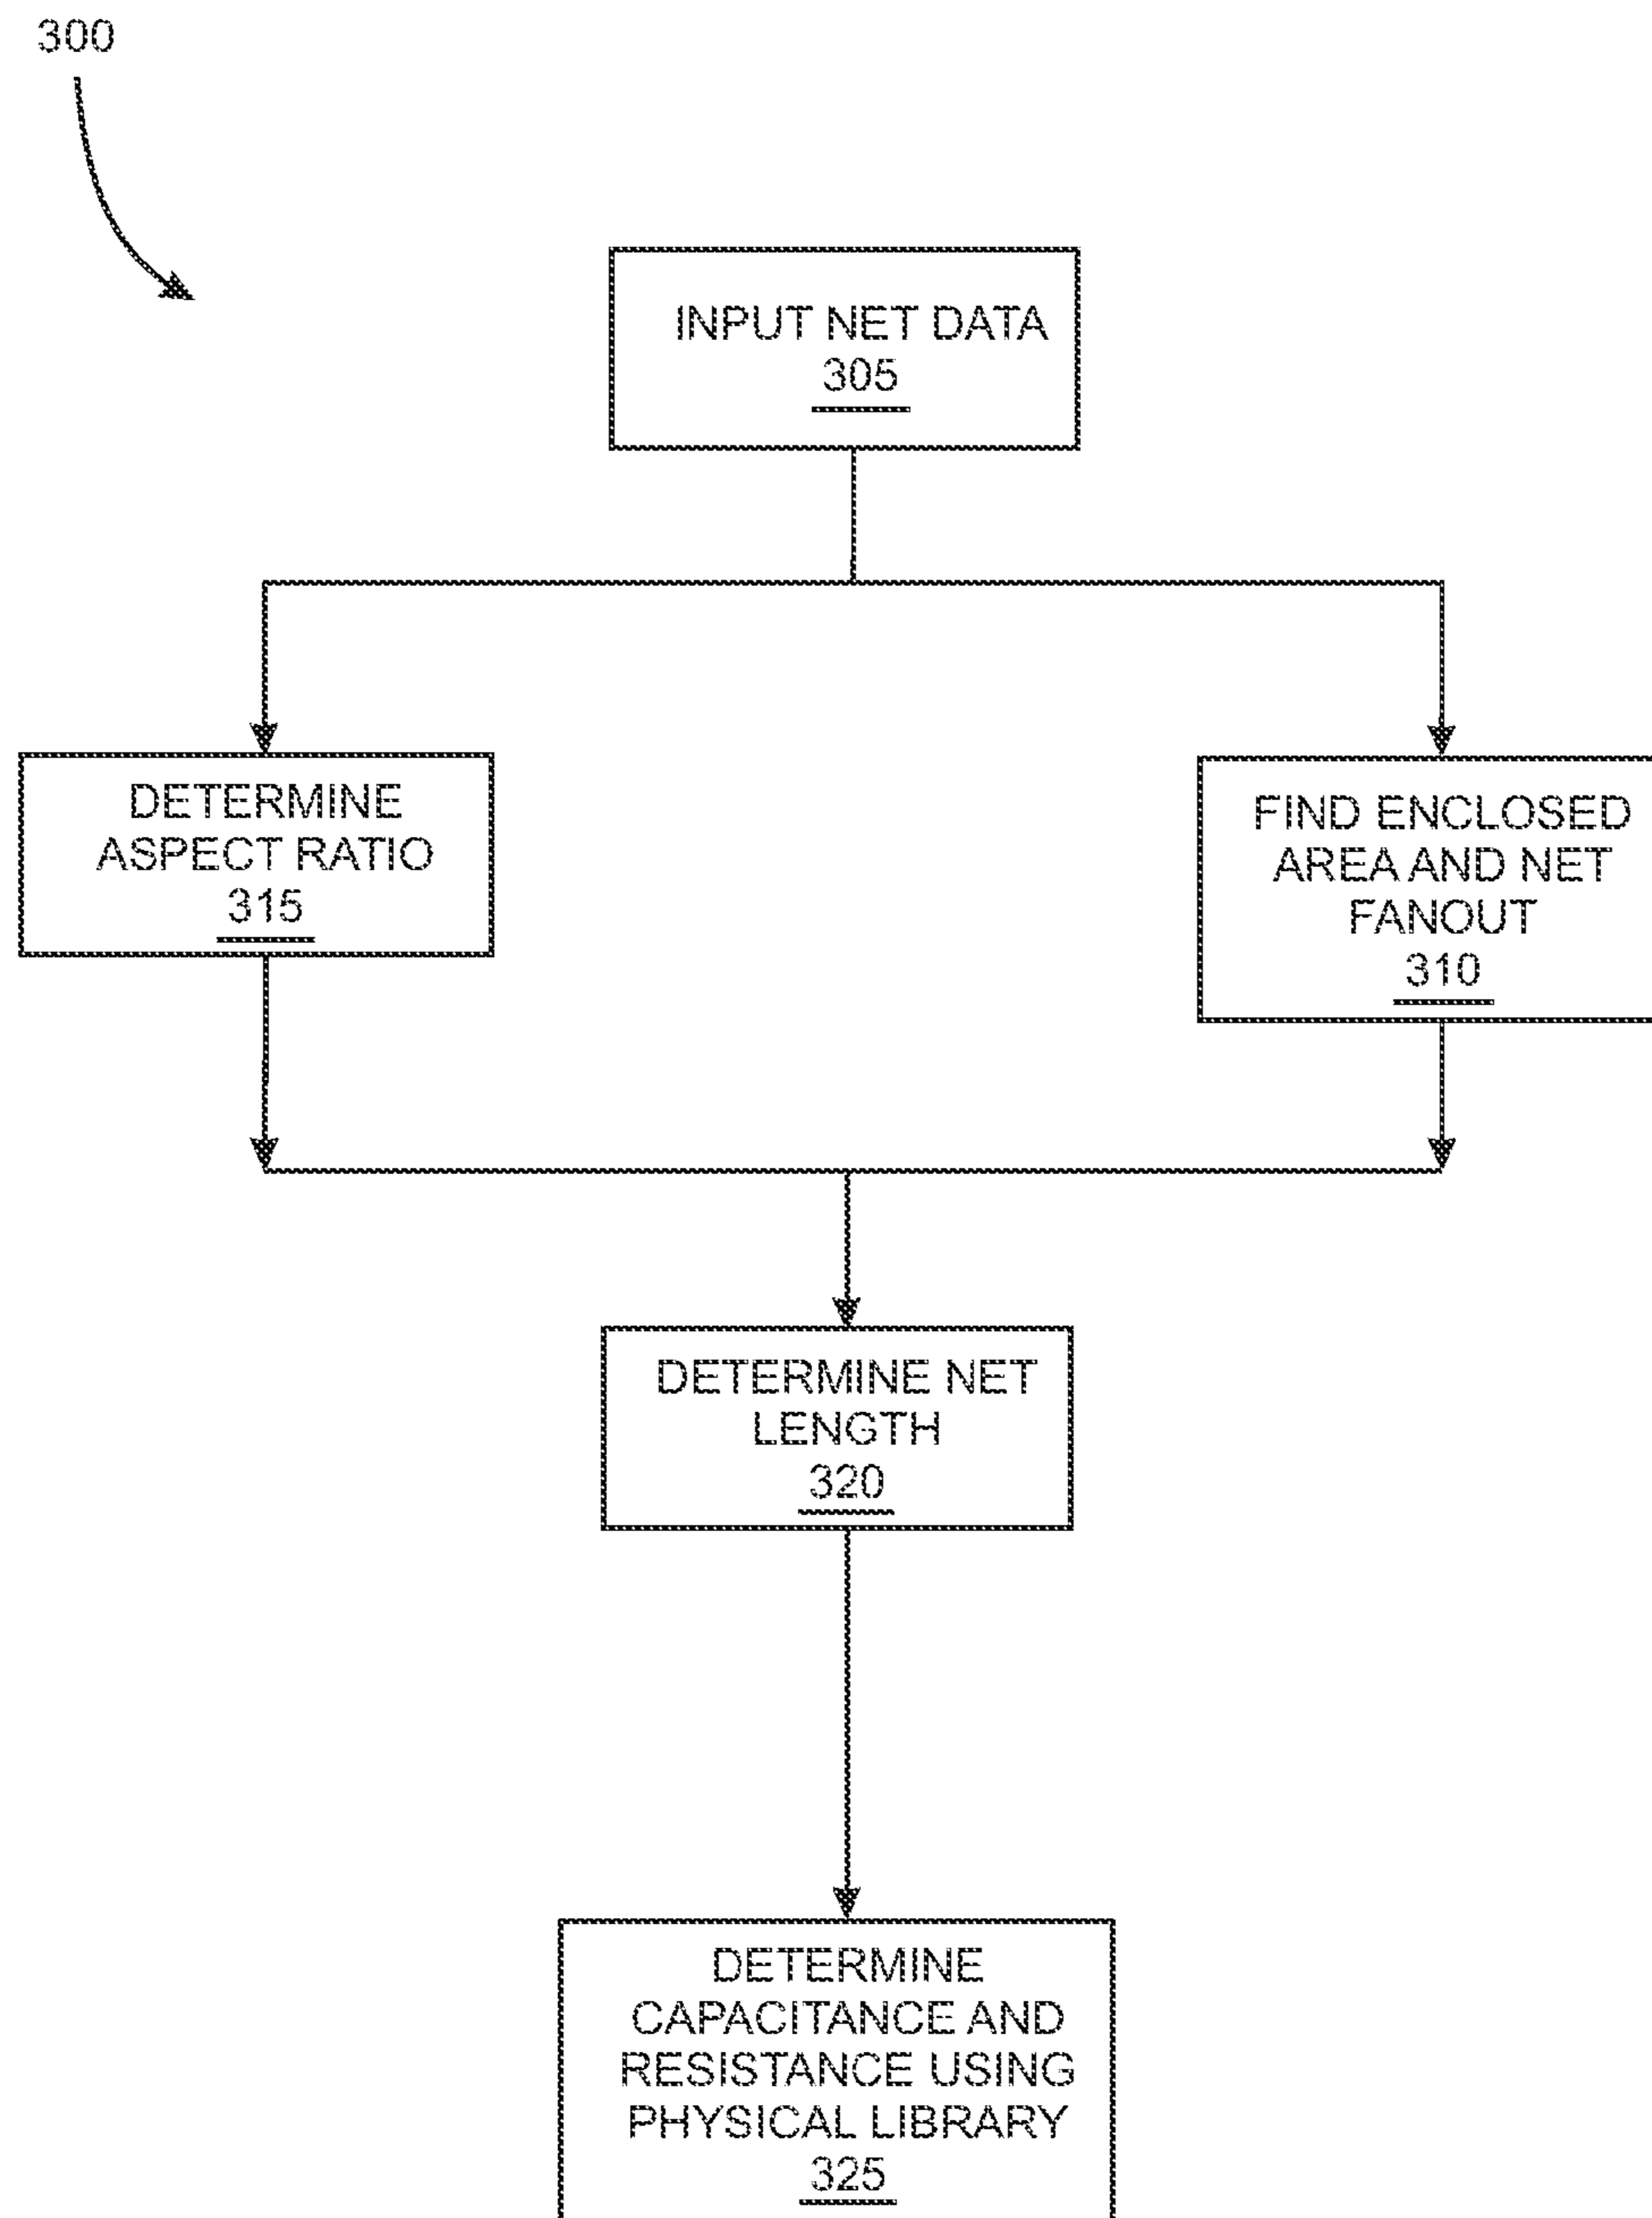 300
INPUT NET DATA
305
DETERMINE
ASPECT RATIO
315
FIND ENCLOSED
AREA AND NET
FANOUT
310
DETERMINE NET
LENGTH
320
DETERMINE
CAPACITANCE AND
RESISTANCE USING
PHYSICAL LIBRARY
325